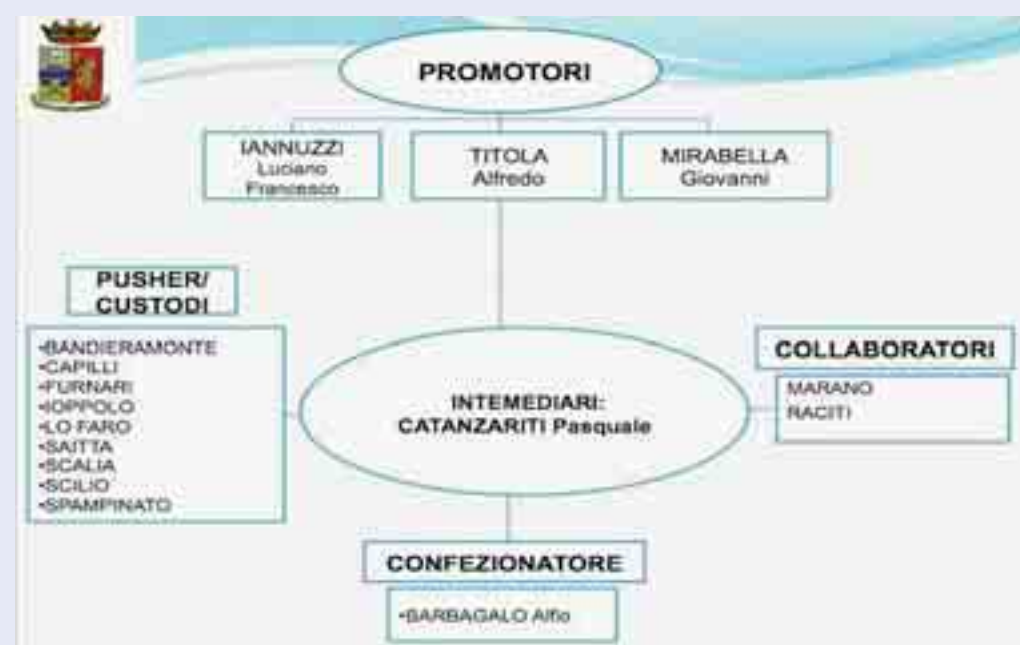 PROMOTORI
IANNUZZI
Luciano
Francesco
TITOLA
Alfredo
MIRABELLA
Giovanni
PUSHER/
CUSTODI
•BANDIERAMONTE
•CAPILLI
•FURNARI
•IOPPOLO
•LO FARO
•SAITTA
•SCALIA
•SCILIO
•SPAMPINATO
INTEMEDIARI:
CATANZARITI Pasquale
COLLABORATORI
MARANO
RACITI
CONFEZIONATORE
•BARBAGALO Alfio